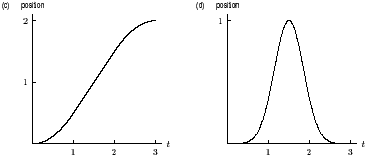 (c) position
2
1
1 2 3 t
(d) position
1
1 2 3 t